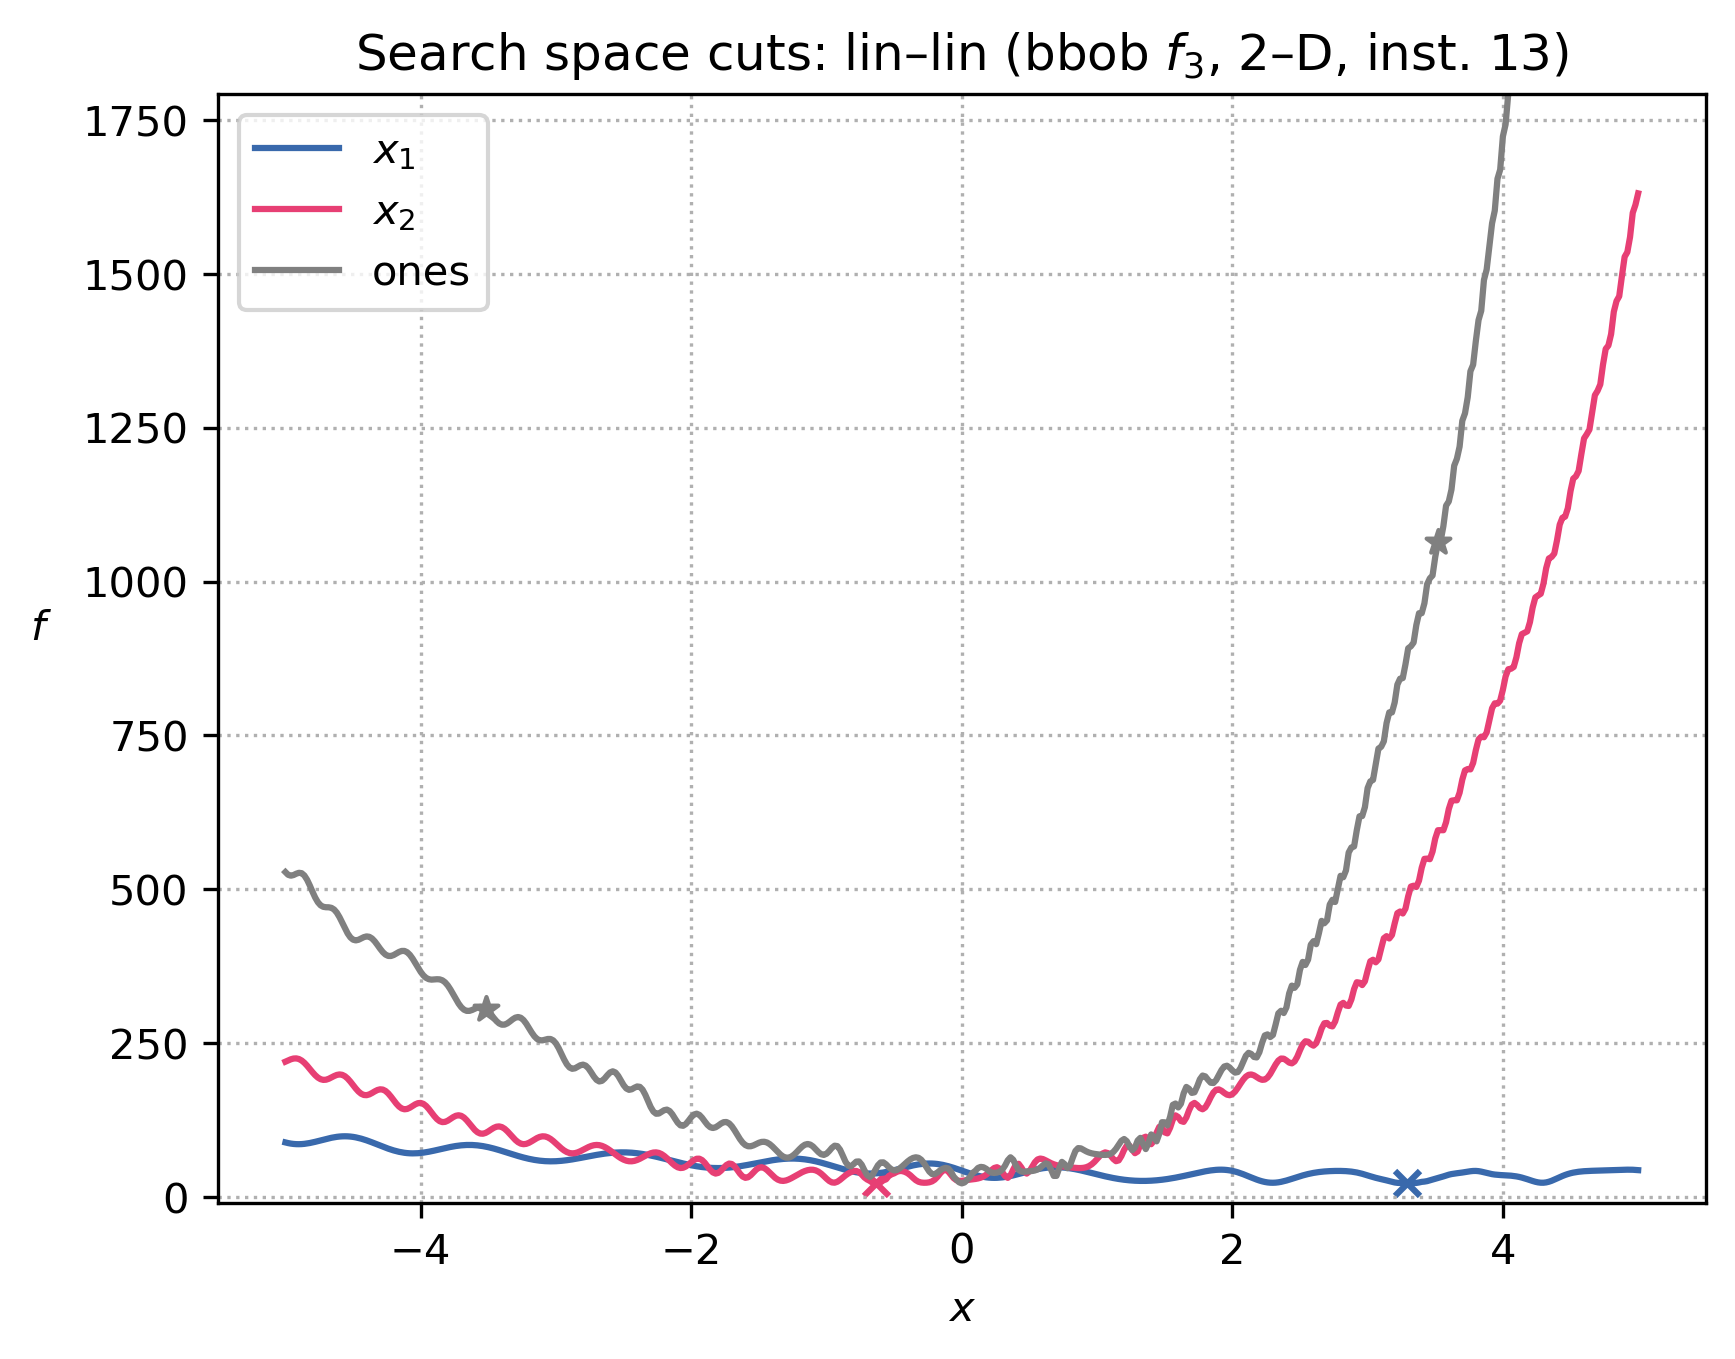 Search space cuts: lin–lin (bbob f₃, 2–D, inst. 13)
1750
1500
1250
1000
750
500
250
0
f
x₁
x₂
ones
−4 −2 0 2 4
x